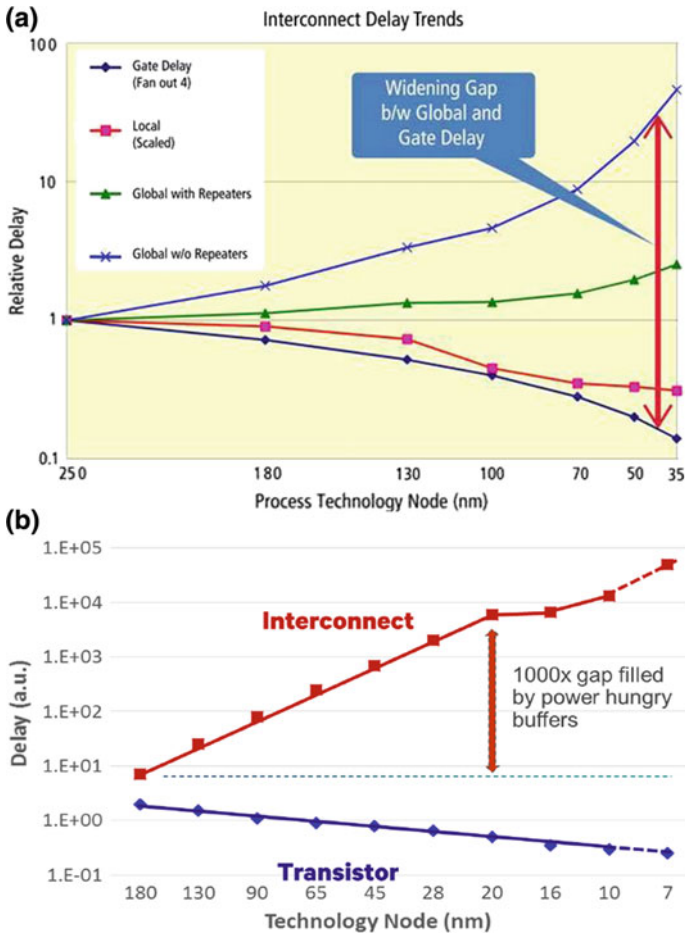 (a)
Interconnect Delay Trends
100
10
1
0.1
Relative Delay
Gate Delay
(Fan out 4)
Local
(Scaled)
Global with Repeaters
Global w/o Repeaters
Widening Gap
b/w Global and
Gate Delay
250 180 130 100 70 50 35
Process Technology Node (nm)
(b)
1.E+05
1.E+04
1.E+03
1.E+02
1.E+01
1.E+00
1.E-01
Delay (a.u.)
Interconnect
1000x gap filled
by power hungry
buffers
Transistor
180 130 90 65 45 28 20 16 10 7
Technology Node (nm)